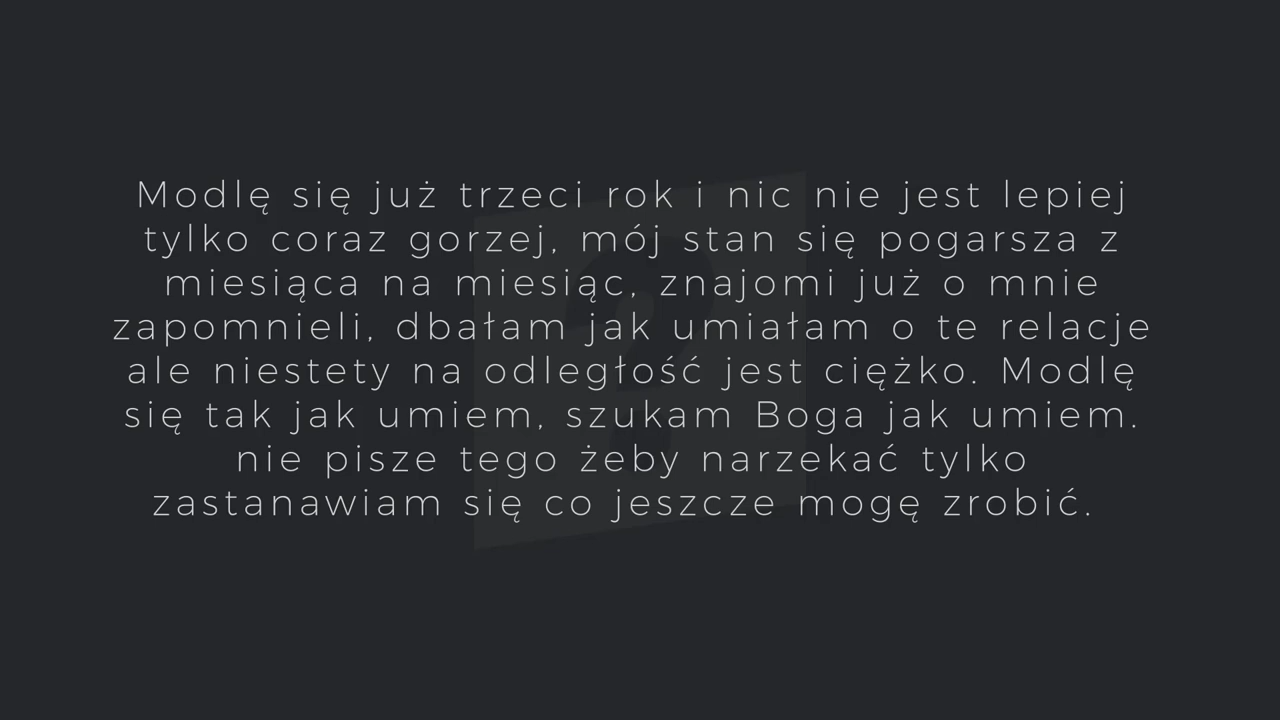 Modlę się już trzeci rok i nic nie jest lepiej
tylko coraz gorzej, mój stan się pogarsza z
miesiąca na miesiąc, znajomi już o mnie
zapomnieli, dbałam jak umiałam o te relacje
ale niestety na odległość jest ciężko. Modlę
się tak jak umiem, szukam Boga jak umiem.
nie pisze tego żeby narzekać tylko
zastanawiam się co jeszcze mogę zrobić.